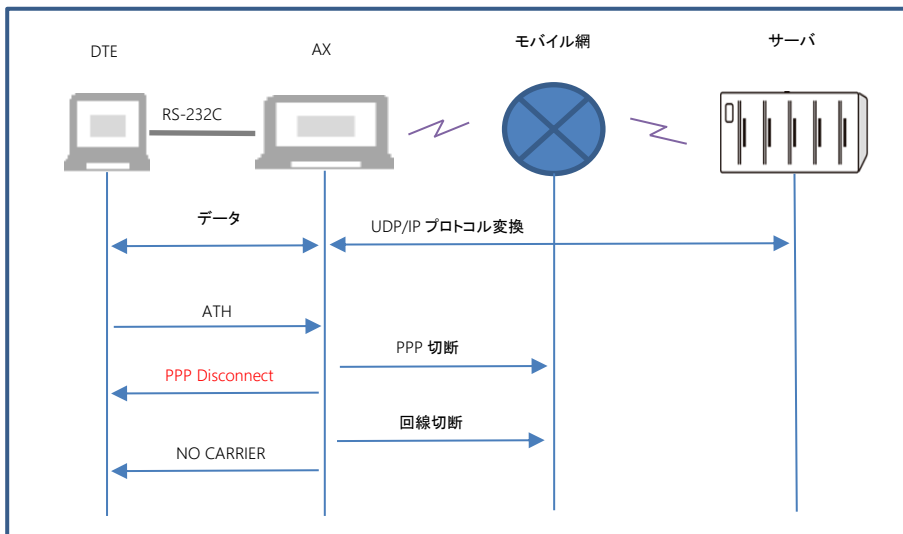 DTE
AX
モバイル網
サーバ
RS-232C
データ
UDP/IP プロトコル変換
ATH
PPP 切断
PPP Disconnect
回線切断
NO CARRIER